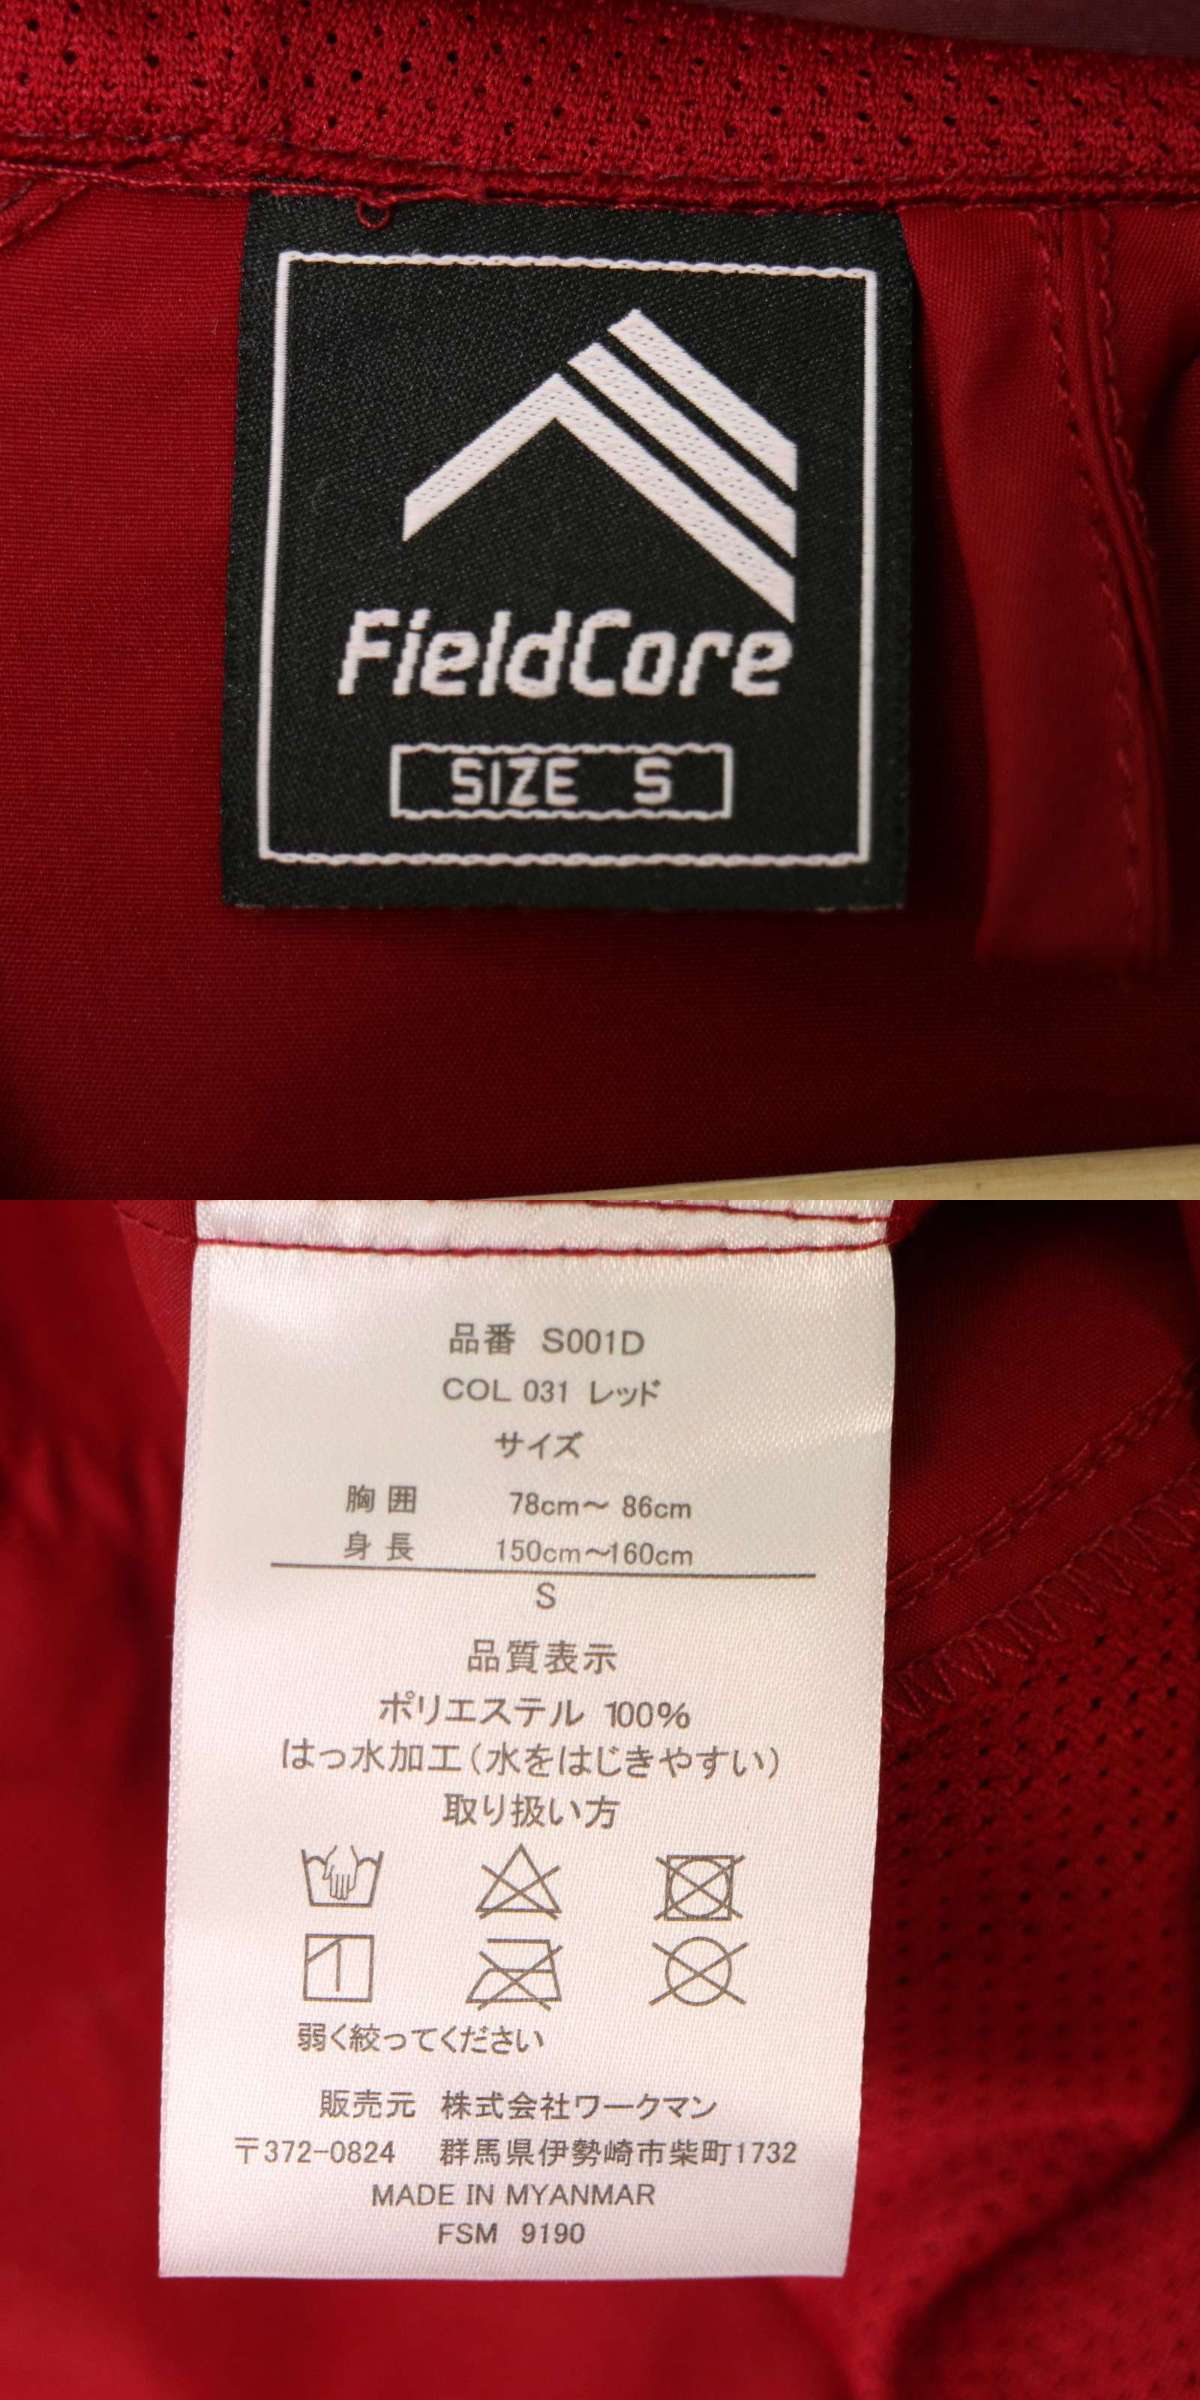 FieldCore
SIZE S
品番 S001D
COL 031 レッド
サイズ
胸囲 78cm～ 86cm
身長 150cm～160cm
S
品質表示
ポリエステル 100%
はっ水加工(水をはじきやすい)
取り扱い方
弱く絞ってください
販売元 株式会社ワークマン
〒372-0824 群馬県伊勢崎市柴町1732
MADE IN MYANMAR
FSM 9190